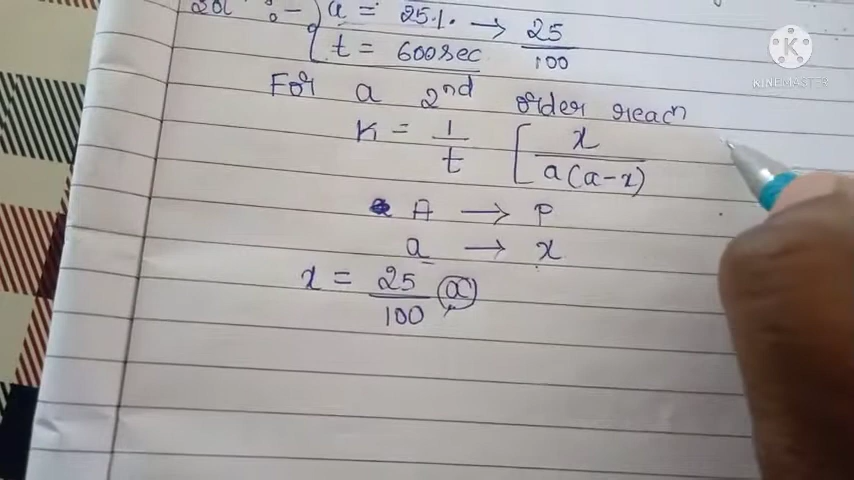 a = 25% → 25/100
t = 600sec
KINEMASTER
For a 2nd order reacn
K = 1/t [x/a(a-x)
A → P
a → x
x = 25/100 a